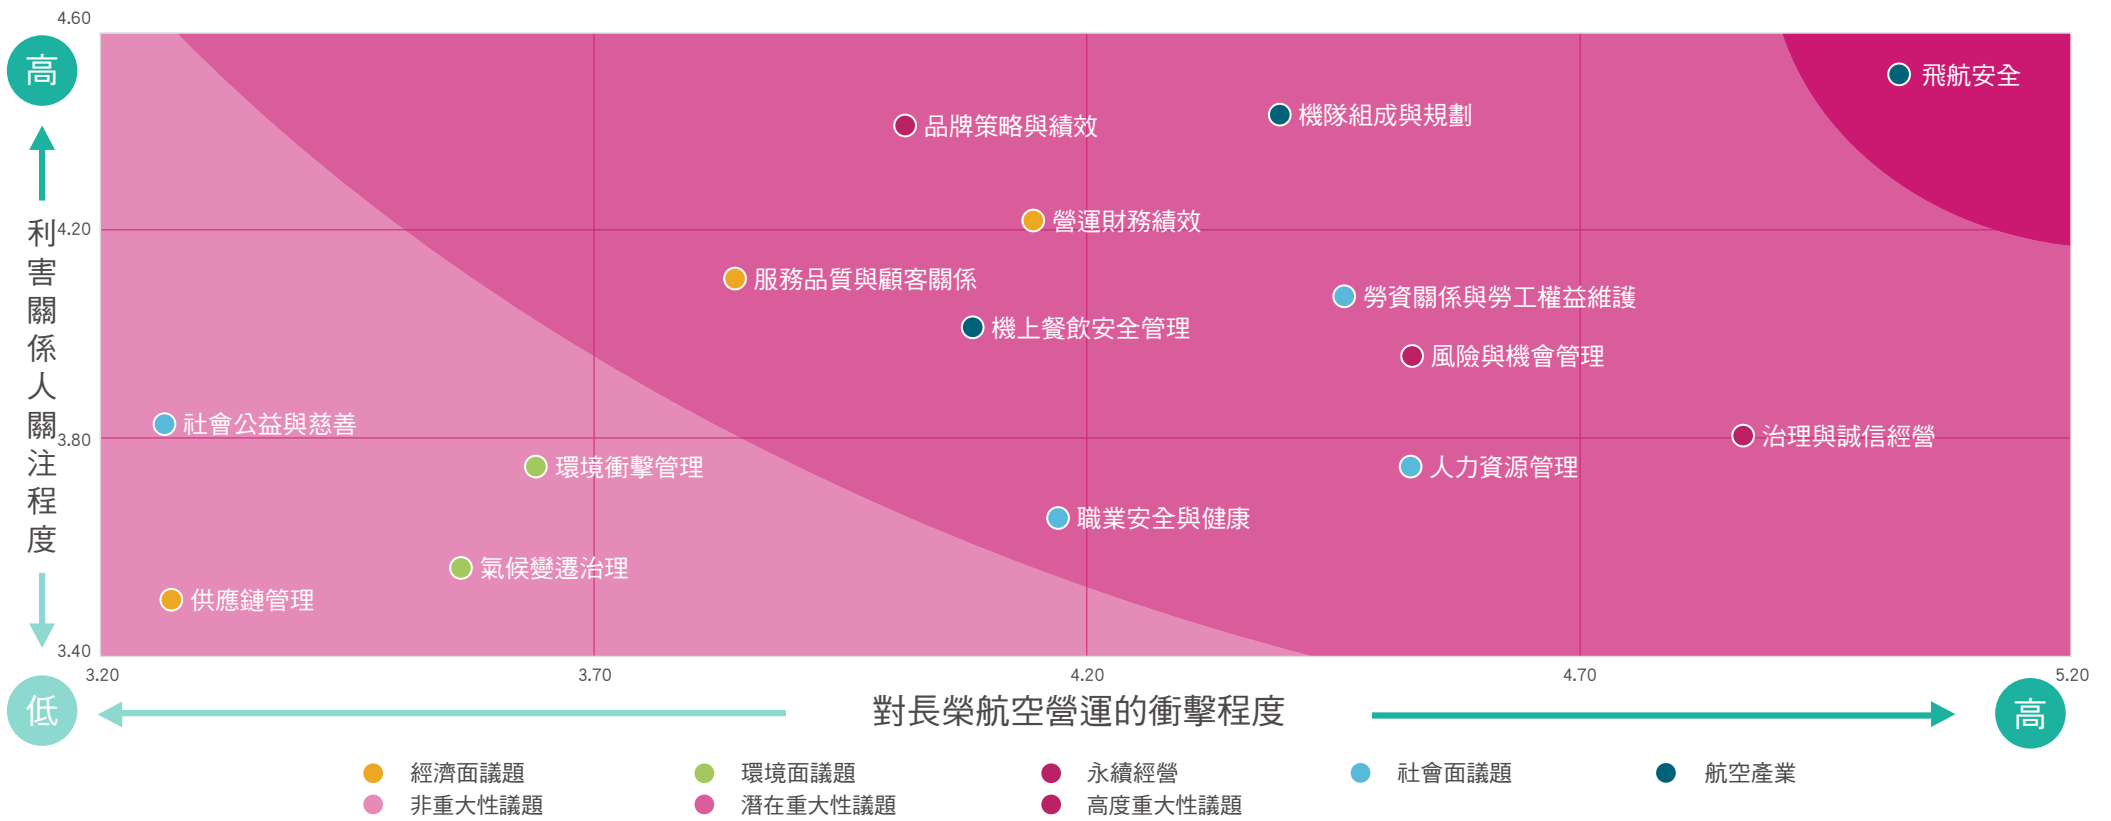 4.60
高
飛航安全
機隊組成與規劃
品牌策略與績效
營運財務績效
4.20
利害關係人關注程度
服務品質與顧客關係
勞資關係與勞工權益維護
機上餐飲安全管理
風險與機會管理
社會公益與慈善
3.80
治理與誠信經營
環境衝擊管理
人力資源管理
職業安全與健康
氣候變遷治理
供應鏈管理
3.40
3.20 3.70 4.20 4.70 5.20
低
對長榮航空營運的衝擊程度
高
經濟面議題 環境面議題 永續經營 社會面議題 航空產業
非重大性議題 潛在重大性議題 高度重大性議題